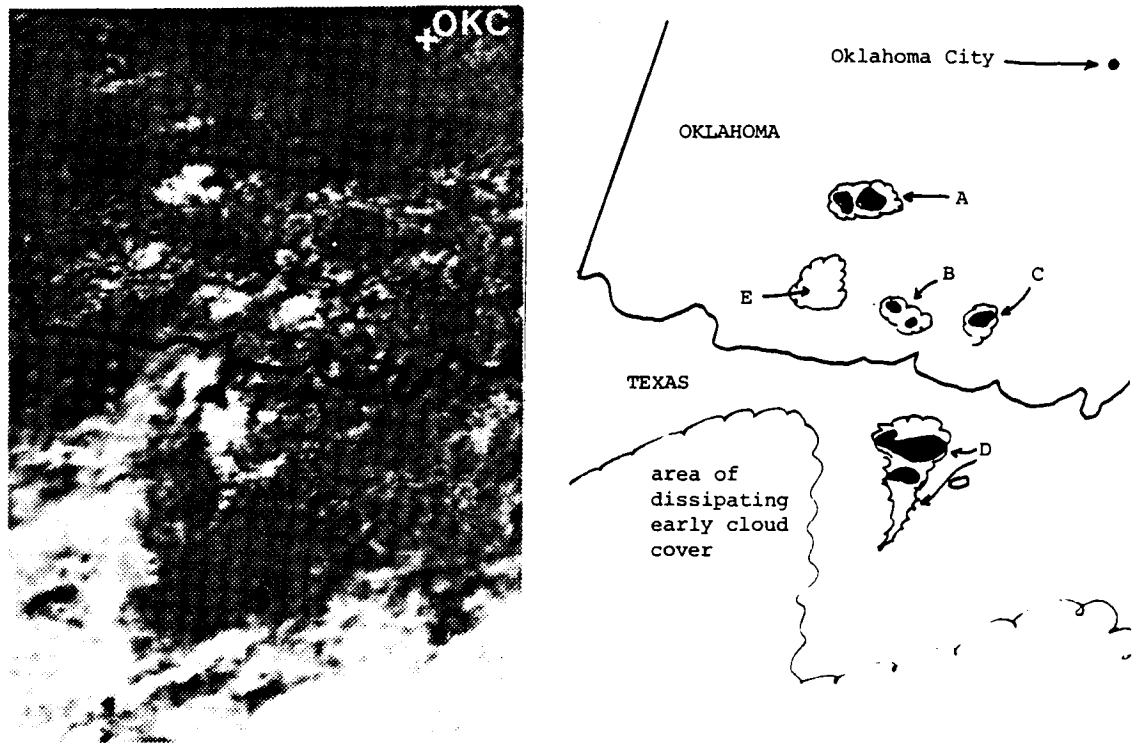 OKC
Oklahoma City
OKLAHOMA
A
B
C
E
TEXAS
D
area of
dissipating
early cloud
cover